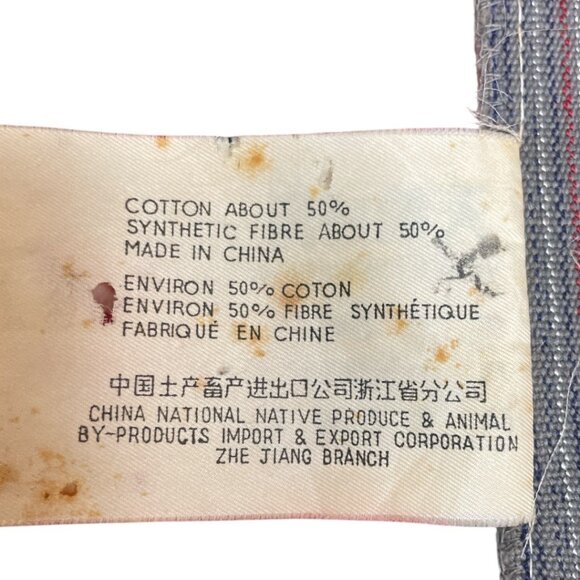 COTTON ABOUT 50%
SYNTHETIC FIBRE ABOUT 50%
MADE IN CHINA
ENVIRON 50% COTON
ENVIRON 50% FIBRE SYNTHÉTIQUE
FABRIQUÉ EN CHINE
中国土产畜产进出口公司浙江省分公司
CHINA NATIONAL NATIVE PRODUCE & ANIMAL
BY-PRODUCTS IMPORT & EXPORT CORPORATION
ZHE JIANG BRANCH